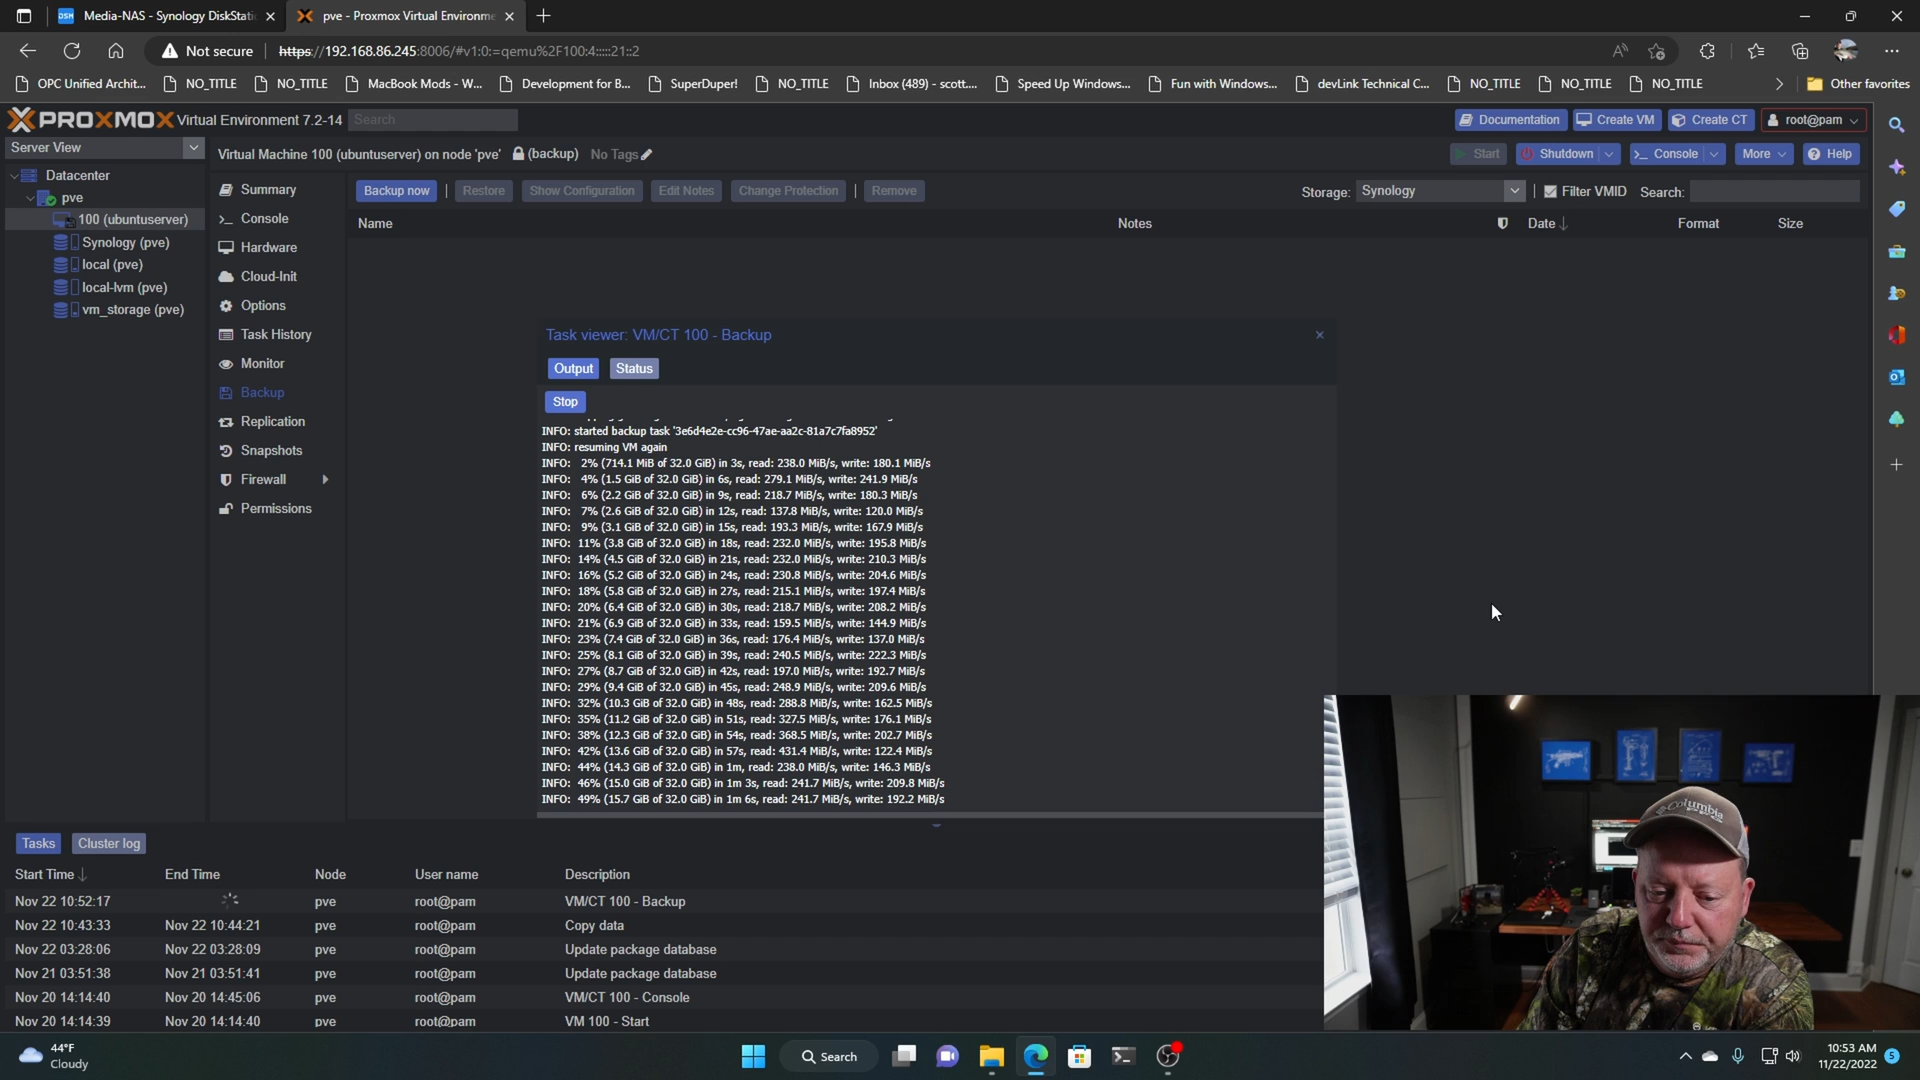 Media-NAS - Synology DiskStati
pve - Proxmox Virtual Environme
Not secure
https://192.168.86.245:8006/#v1:0:=qemu%2F100:4:::::21::2
OPC Unified Archit...
NO_TITLE
NO_TITLE
MacBook Mods - W...
Development for B...
SuperDuper!
NO_TITLE
Inbox (489) - scott....
Speed Up Windows...
Fun with Windows...
devLink Technical C...
NO_TITLE
NO_TITLE
NO_TITLE
Other favorites
PROXMOX Virtual Environment 7.2-14
Search
Documentation
Create VM
Create CT
root@pam
Server View
Virtual Machine 100 (ubuntuserver) on node 'pve'
(backup)
No Tags
Start
Shutdown
Console
More
Help
Datacenter
pve
100 (ubuntuserver)
Synology (pve)
local (pve)
local-lvm (pve)
vm_storage (pve)
Summary
Console
Hardware
Cloud-Init
Options
Task History
Monitor
Backup
Replication
Snapshots
Firewall
Permissions
Backup now
Restore
Show Configuration
Edit Notes
Change Protection
Remove
Storage:
Synology
Filter VMID
Search:
Name
Notes
Date
Format
Size
Task viewer: VM/CT 100 - Backup
Output
Status
Stop
INFO: started backup task '3e6d4e2e-cc96-47ae-aa2c-81a7c7fa8952'
INFO: resuming VM again
INFO: 2% (714.1 MiB of 32.0 GiB) in 3s, read: 238.0 MiB/s, write: 180.1 MiB/s
INFO: 4% (1.5 GiB of 32.0 GiB) in 6s, read: 279.1 MiB/s, write: 241.9 MiB/s
INFO: 6% (2.2 GiB of 32.0 GiB) in 9s, read: 218.7 MiB/s, write: 180.3 MiB/s
INFO: 7% (2.6 GiB of 32.0 GiB) in 12s, read: 137.8 MiB/s, write: 120.0 MiB/s
INFO: 9% (3.1 GiB of 32.0 GiB) in 15s, read: 193.3 MiB/s, write: 167.9 MiB/s
INFO: 11% (3.8 GiB of 32.0 GiB) in 18s, read: 232.0 MiB/s, write: 195.8 MiB/s
INFO: 14% (4.5 GiB of 32.0 GiB) in 21s, read: 232.0 MiB/s, write: 210.3 MiB/s
INFO: 16% (5.2 GiB of 32.0 GiB) in 24s, read: 230.8 MiB/s, write: 204.6 MiB/s
INFO: 18% (5.8 GiB of 32.0 GiB) in 27s, read: 215.1 MiB/s, write: 197.4 MiB/s
INFO: 20% (6.4 GiB of 32.0 GiB) in 30s, read: 218.7 MiB/s, write: 208.2 MiB/s
INFO: 21% (6.9 GiB of 32.0 GiB) in 33s, read: 159.5 MiB/s, write: 144.9 MiB/s
INFO: 23% (7.4 GiB of 32.0 GiB) in 36s, read: 176.4 MiB/s, write: 137.0 MiB/s
INFO: 25% (8.1 GiB of 32.0 GiB) in 39s, read: 240.5 MiB/s, write: 222.3 MiB/s
INFO: 27% (8.7 GiB of 32.0 GiB) in 42s, read: 197.0 MiB/s, write: 192.7 MiB/s
INFO: 29% (9.4 GiB of 32.0 GiB) in 45s, read: 248.9 MiB/s, write: 209.6 MiB/s
INFO: 32% (10.3 GiB of 32.0 GiB) in 48s, read: 288.8 MiB/s, write: 162.5 MiB/s
INFO: 35% (11.2 GiB of 32.0 GiB) in 51s, read: 327.5 MiB/s, write: 176.1 MiB/s
INFO: 38% (12.3 GiB of 32.0 GiB) in 54s, read: 368.5 MiB/s, write: 202.7 MiB/s
INFO: 42% (13.6 GiB of 32.0 GiB) in 57s, read: 431.4 MiB/s, write: 122.4 MiB/s
INFO: 44% (14.3 GiB of 32.0 GiB) in 1m, read: 238.0 MiB/s, write: 146.3 MiB/s
INFO: 46% (15.0 GiB of 32.0 GiB) in 1m 3s, read: 241.7 MiB/s, write: 209.8 MiB/s
INFO: 49% (15.7 GiB of 32.0 GiB) in 1m 6s, read: 241.7 MiB/s, write: 192.2 MiB/s
Columbia
Tasks
Cluster log
Start Time End Time Node User name Description
Nov 22 10:52:17 pve root@pam VM/CT 100 - Backup
Nov 22 10:43:33 Nov 22 10:44:21 pve root@pam Copy data
Nov 22 03:28:06 Nov 22 03:28:09 pve root@pam Update package database
Nov 21 03:51:38 Nov 21 03:51:41 pve root@pam Update package database
Nov 20 14:14:40 Nov 20 14:45:06 pve root@pam VM/CT 100 - Console
Nov 20 14:14:39 Nov 20 14:14:40 pve root@pam VM 100 - Start
44°F
Cloudy
Search
10:53 AM
11/22/2022
5